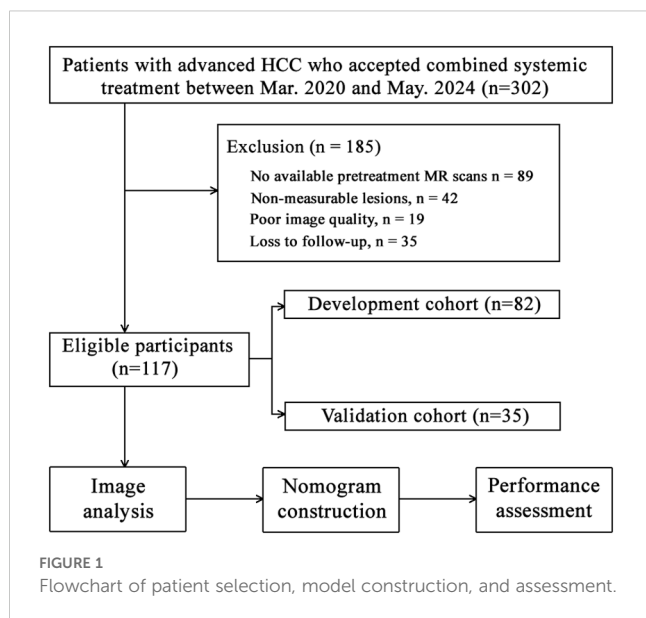 Patients with advanced HCC who accepted combined systemic
treatment between Mar. 2020 and May. 2024 (n=302)
Exclusion (n = 185)
No available pretreatment MR scans n = 89
Non-measurable lesions, n = 42
Poor image quality, n = 19
Loss to follow-up, n = 35
Development cohort (n=82)
Eligible participants
(n=117)
Validation cohort (n=35)
Image
analysis
Nomogram
construction
Performance
assessment
FIGURE 1
Flowchart of patient selection, model construction, and assessment.